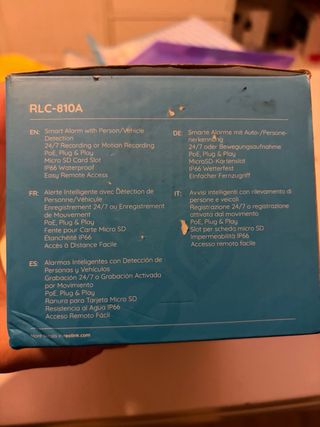 RLC-810A
EN: Smart Alarm with Person/Vehicle
Detection
24/7 Recording or Motion Recording
PoE, Plug & Play
Micro SD Card Slot
IP66 Waterproof
Easy Remote Access
FR: Alerte Intelligente avec Détection de
Personne/Véhicule
Enregistrement 24/7 ou Enregistrement
de Mouvement
PoE, Plug & Play
Fente pour Carte Micro SD
Étanchéité IP66
Accès à Distance Facile
ES: Alarmas Inteligentes con Detección de
Personas y Vehículos
Grabación 24/7 o Grabación Activada
por Movimiento
PoE, Plug & Play
Ranura para Tarjeta Micro SD
Resistencia al Agua IP66
Acceso Remoto Fácil
DE: Smarte Alarme mit Auto-/Persone-
nerkennung
24/7 oder Bewegungsaufnahme
PoE, Plug & Play
MicroSD-Kartenslot
IP66 Wetterfest
Einfacher Fernzugriff
IT: Avvisi intelligenti con rilevamento di
persone e veicoli
Registrazione 24/7 o registrazione
attivata dal movimento
PoE, Plug & Play
Slot per scheda micro SD
Impermeabilità IP66
Accesso remoto facile